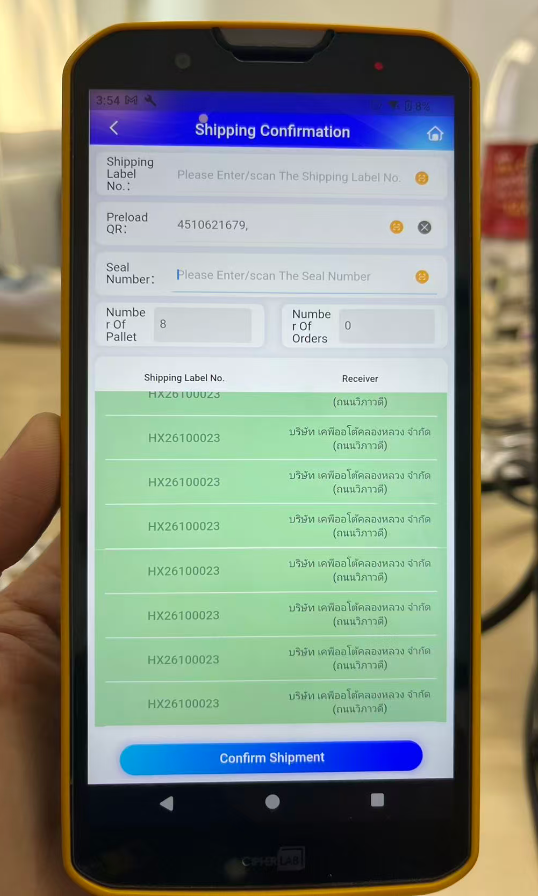 3:54
8%
Shipping Confirmation
Shipping
Label
No.:
Please Enter/scan The Shipping Label No.
Preload
QR:
4510621679,
Seal
Number:
Please Enter/scan The Seal Number
Numbe
r Of
Pallet
8
Numbe
r Of
Orders
0
Shipping Label No.
Receiver
HX26100023
(ถนนวิภาวดี)
HX26100023
บริษัท เคพีออโต้คลองหลวง จำกัด
(ถนนวิภาวดี)
HX26100023
บริษัท เคพีออโต้คลองหลวง จำกัด
(ถนนวิภาวดี)
HX26100023
บริษัท เคพีออโต้คลองหลวง จำกัด
(ถนนวิภาวดี)
HX26100023
บริษัท เคพีออโต้คลองหลวง จำกัด
(ถนนวิภาวดี)
HX26100023
บริษัท เคพีออโต้คลองหลวง จำกัด
(ถนนวิภาวดี)
HX26100023
บริษัท เคพีออโต้คลองหลวง จำกัด
(ถนนวิภาวดี)
HX26100023
บริษัท เคพีออโต้คลองหลวง จำกัด
(ถนนวิภาวดี)
Confirm Shipment
CIPHERLAB